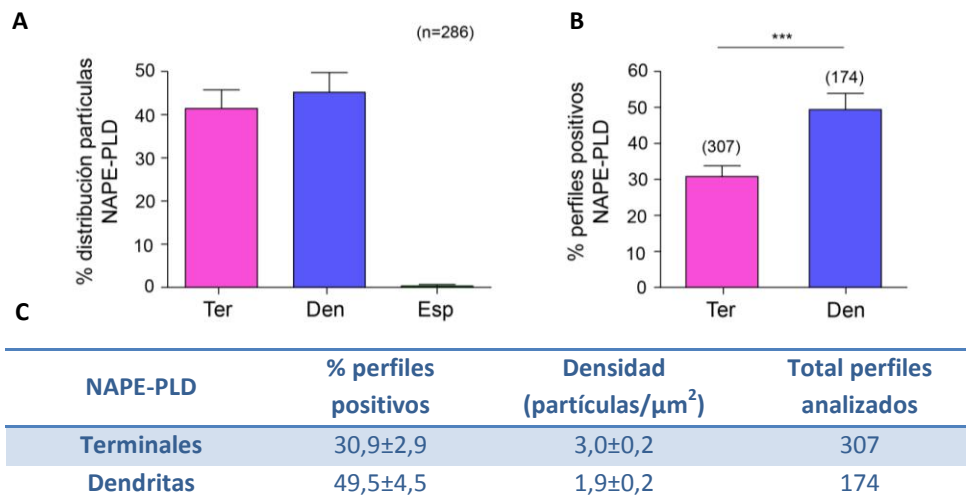 A
(n=286)
% distribución partículas
NAPE-PLD
50
40
30
20
10
0
Ter
Den
Esp
B
***
% perfiles positivos
NAPE-PLD
60
50
40
30
20
10
0
(307)
(174)
Ter
Den
C
NAPE-PLD
% perfiles
positivos
Densidad
(partículas/µm²)
Total perfiles
analizados
Terminales 30,9±2,9 3,0±0,2 307
Dendritas 49,5±4,5 1,9±0,2 174